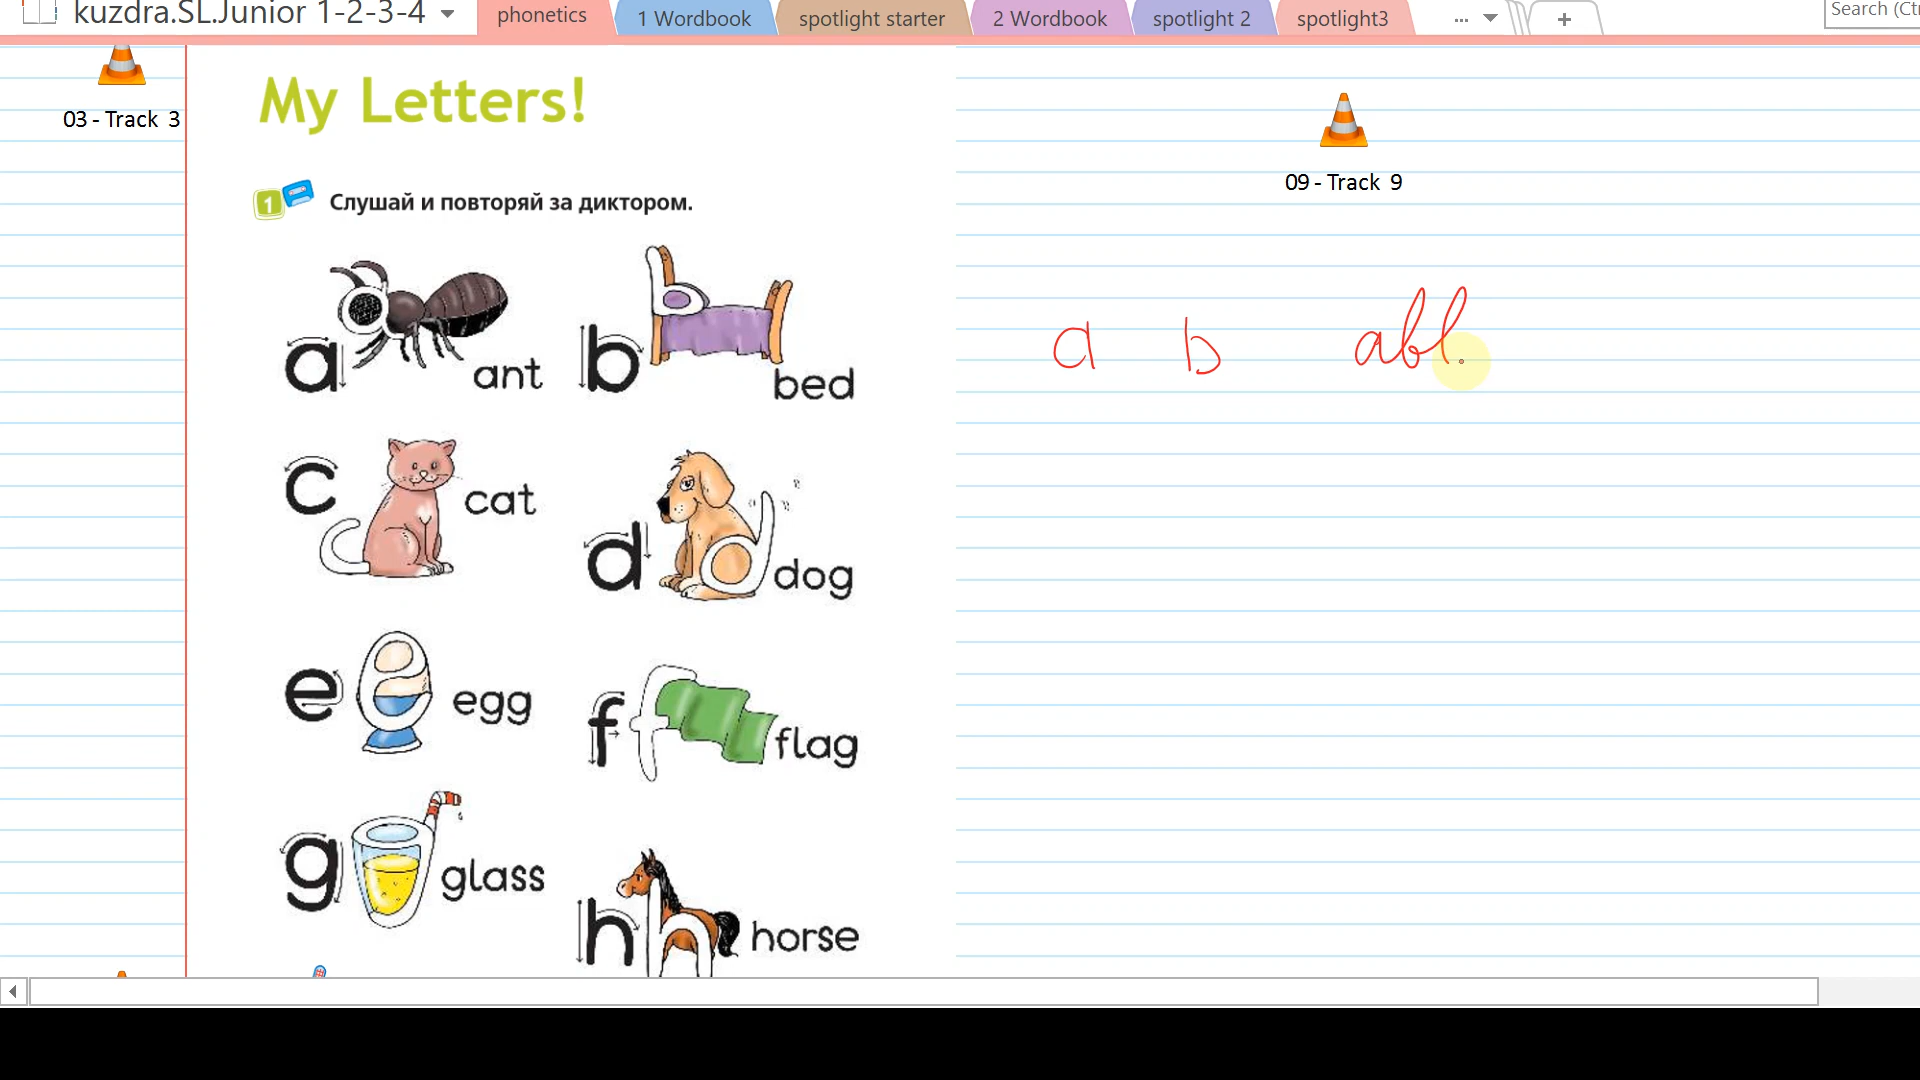 kuzdra.SL.Junior 1-2-3-4
phonetics
1 Wordbook
spotlight starter
2 Wordbook
spotlight 2
spotlight3
...
+
Search (Ct
03 - Track 3
My Letters!
09 - Track 9
1 Слушай и повторяй за диктором.
a ant
b bed
a b
c cat
d dog
e egg
f flag
g glass
h horse